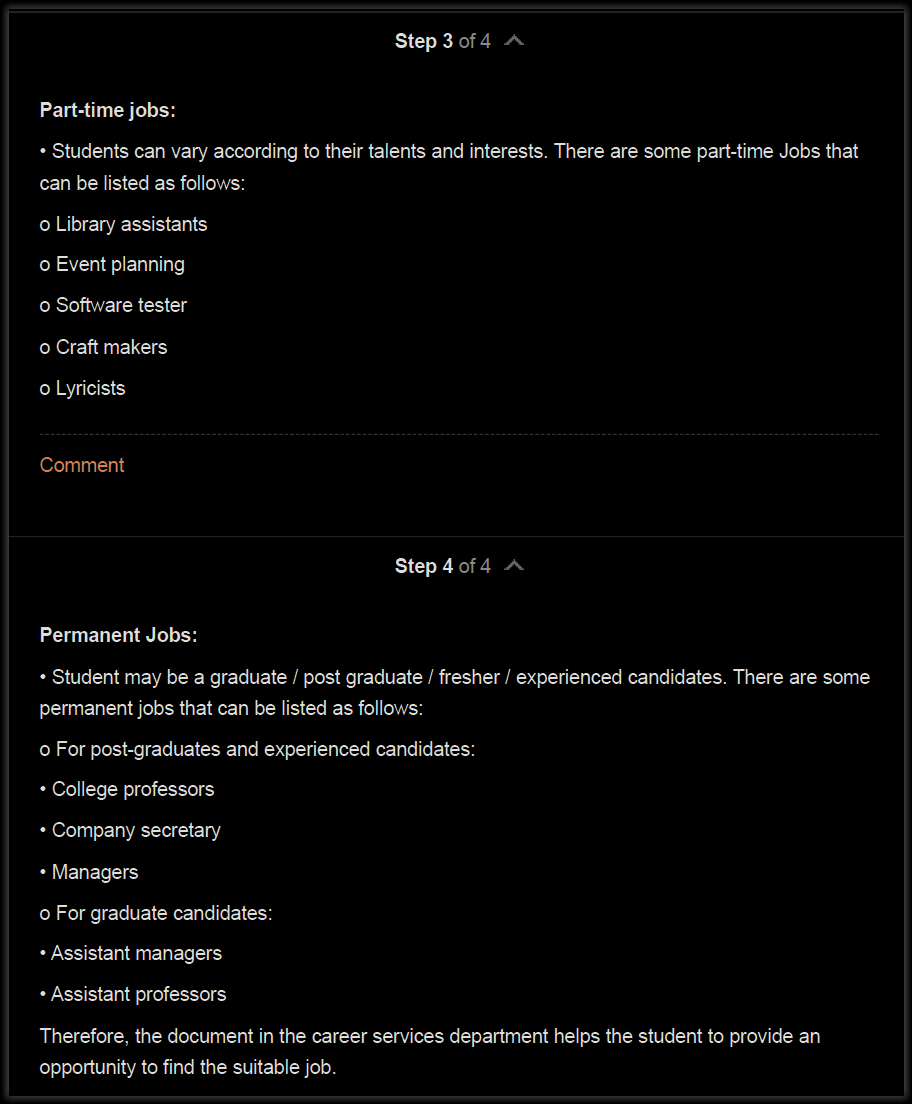 Step 3 of 4
Part-time jobs:
• Students can vary according to their talents and interests. There are some part-time Jobs that
can be listed as follows:
o Library assistants
o Event planning
o Software tester
o Craft makers
o Lyricists
Comment
Step 4 of 4
Permanent Jobs:
• Student may be a graduate / post graduate / fresher / experienced candidates. There are some
permanent jobs that can be listed as follows:
o For post-graduates and experienced candidates:
• College professors
• Company secretary
• Managers
o For graduate candidates:
• Assistant managers
• Assistant professors
Therefore, the document in the career services department helps the student to provide an
opportunity to find the suitable job.